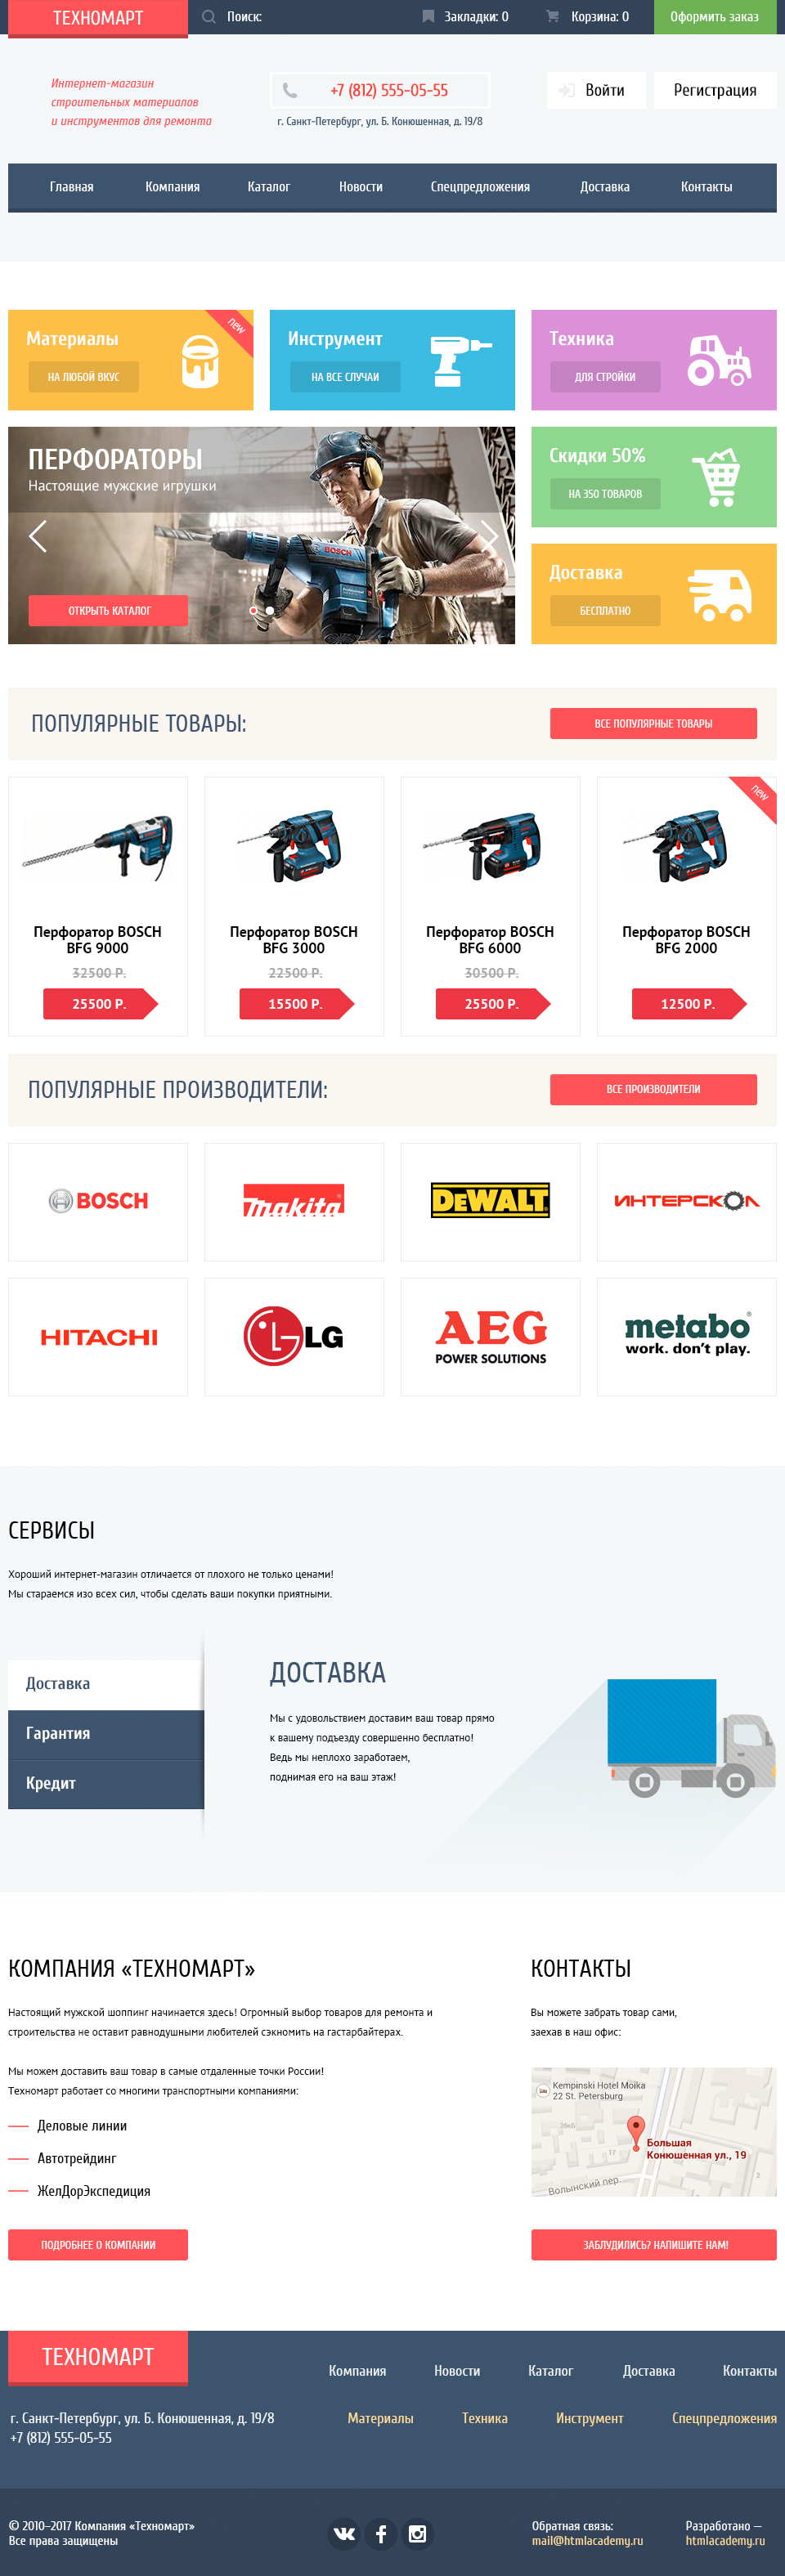 ТЕХНОМАРТ
Поиск:
Закладки: 0
Корзина: 0
Оформить заказ
Интернет-магазин
строительных материалов
и инструментов для ремонта
+7 (812) 555-05-55
г. Санкт-Петербург, ул. Б. Конюшенная, д. 19/8
Войти
Регистрация
Главная
Компания
Каталог
Новости
Спецпредложения
Доставка
Контакты
Материалы
НА ЛЮБОЙ ВКУС
new
Инструмент
НА ВСЕ СЛУЧАИ
Техника
ДЛЯ СТРОЙКИ
ПЕРФОРАТОРЫ
Настоящие мужские игрушки
BOSCH
ОТКРЫТЬ КАТАЛОГ
Скидки 50%
НА 350 ТОВАРОВ
Доставка
БЕСПЛАТНО
ПОПУЛЯРНЫЕ ТОВАРЫ:
ВСЕ ПОПУЛЯРНЫЕ ТОВАРЫ
Перфоратор BOSCH
BFG 9000
32500 Р.
25500 Р.
Перфоратор BOSCH
BFG 3000
22500 Р.
15500 Р.
Перфоратор BOSCH
BFG 6000
30500 Р.
25500 Р.
new
Перфоратор BOSCH
BFG 2000
12500 Р.
ПОПУЛЯРНЫЕ ПРОИЗВОДИТЕЛИ:
ВСЕ ПРОИЗВОДИТЕЛИ
BOSCH
makita
DEWALT
ИНТЕРСКОЛ
HITACHI
LG
AEG
POWER SOLUTIONS
metabo®
work. don't play.
СЕРВИСЫ
Хороший интернет-магазин отличается от плохого не только ценами!
Мы стараемся изо всех сил, чтобы сделать ваши покупки приятными.
Доставка
Гарантия
Кредит
ДОСТАВКА
Мы с удовольствием доставим ваш товар прямо
к вашему подъезду совершенно бесплатно!
Ведь мы неплохо заработаем,
поднимая его на ваш этаж!
КОМПАНИЯ «ТЕХНОМАРТ»
Настоящий мужской шоппинг начинается здесь! Огромный выбор товаров для ремонта и
строительства не оставит равнодушными любителей сэкномить на гастарбайтерах.
Мы можем доставить ваш товар в самые отдаленные точки России!
Техномарт работает со многими транспортными компаниями:
Деловые линии
Автотрейдинг
ЖелДорЭкспедиция
ПОДРОБНЕЕ О КОМПАНИИ
КОНТАКТЫ
Вы можете забрать товар сами,
заехав в наш офис:
Kempinski Hotel Moika
22 St. Petersburg
26к5
17
Большая
Конюшенная ул., 19
2
Волынский пер.
ЗАБЛУДИЛИСЬ? НАПИШИТЕ НАМ!
ТЕХНОМАРТ
Компания
Новости
Каталог
Доставка
Контакты
г. Санкт-Петербург, ул. Б. Конюшенная, д. 19/8
+7 (812) 555-05-55
Материалы
Техника
Инструмент
Спецпредложения
© 2010–2017 Компания «Техномарт»
Все права защищены
Обратная связь:
mail@htmlacademy.ru
Разработано —
htmlacademy.ru